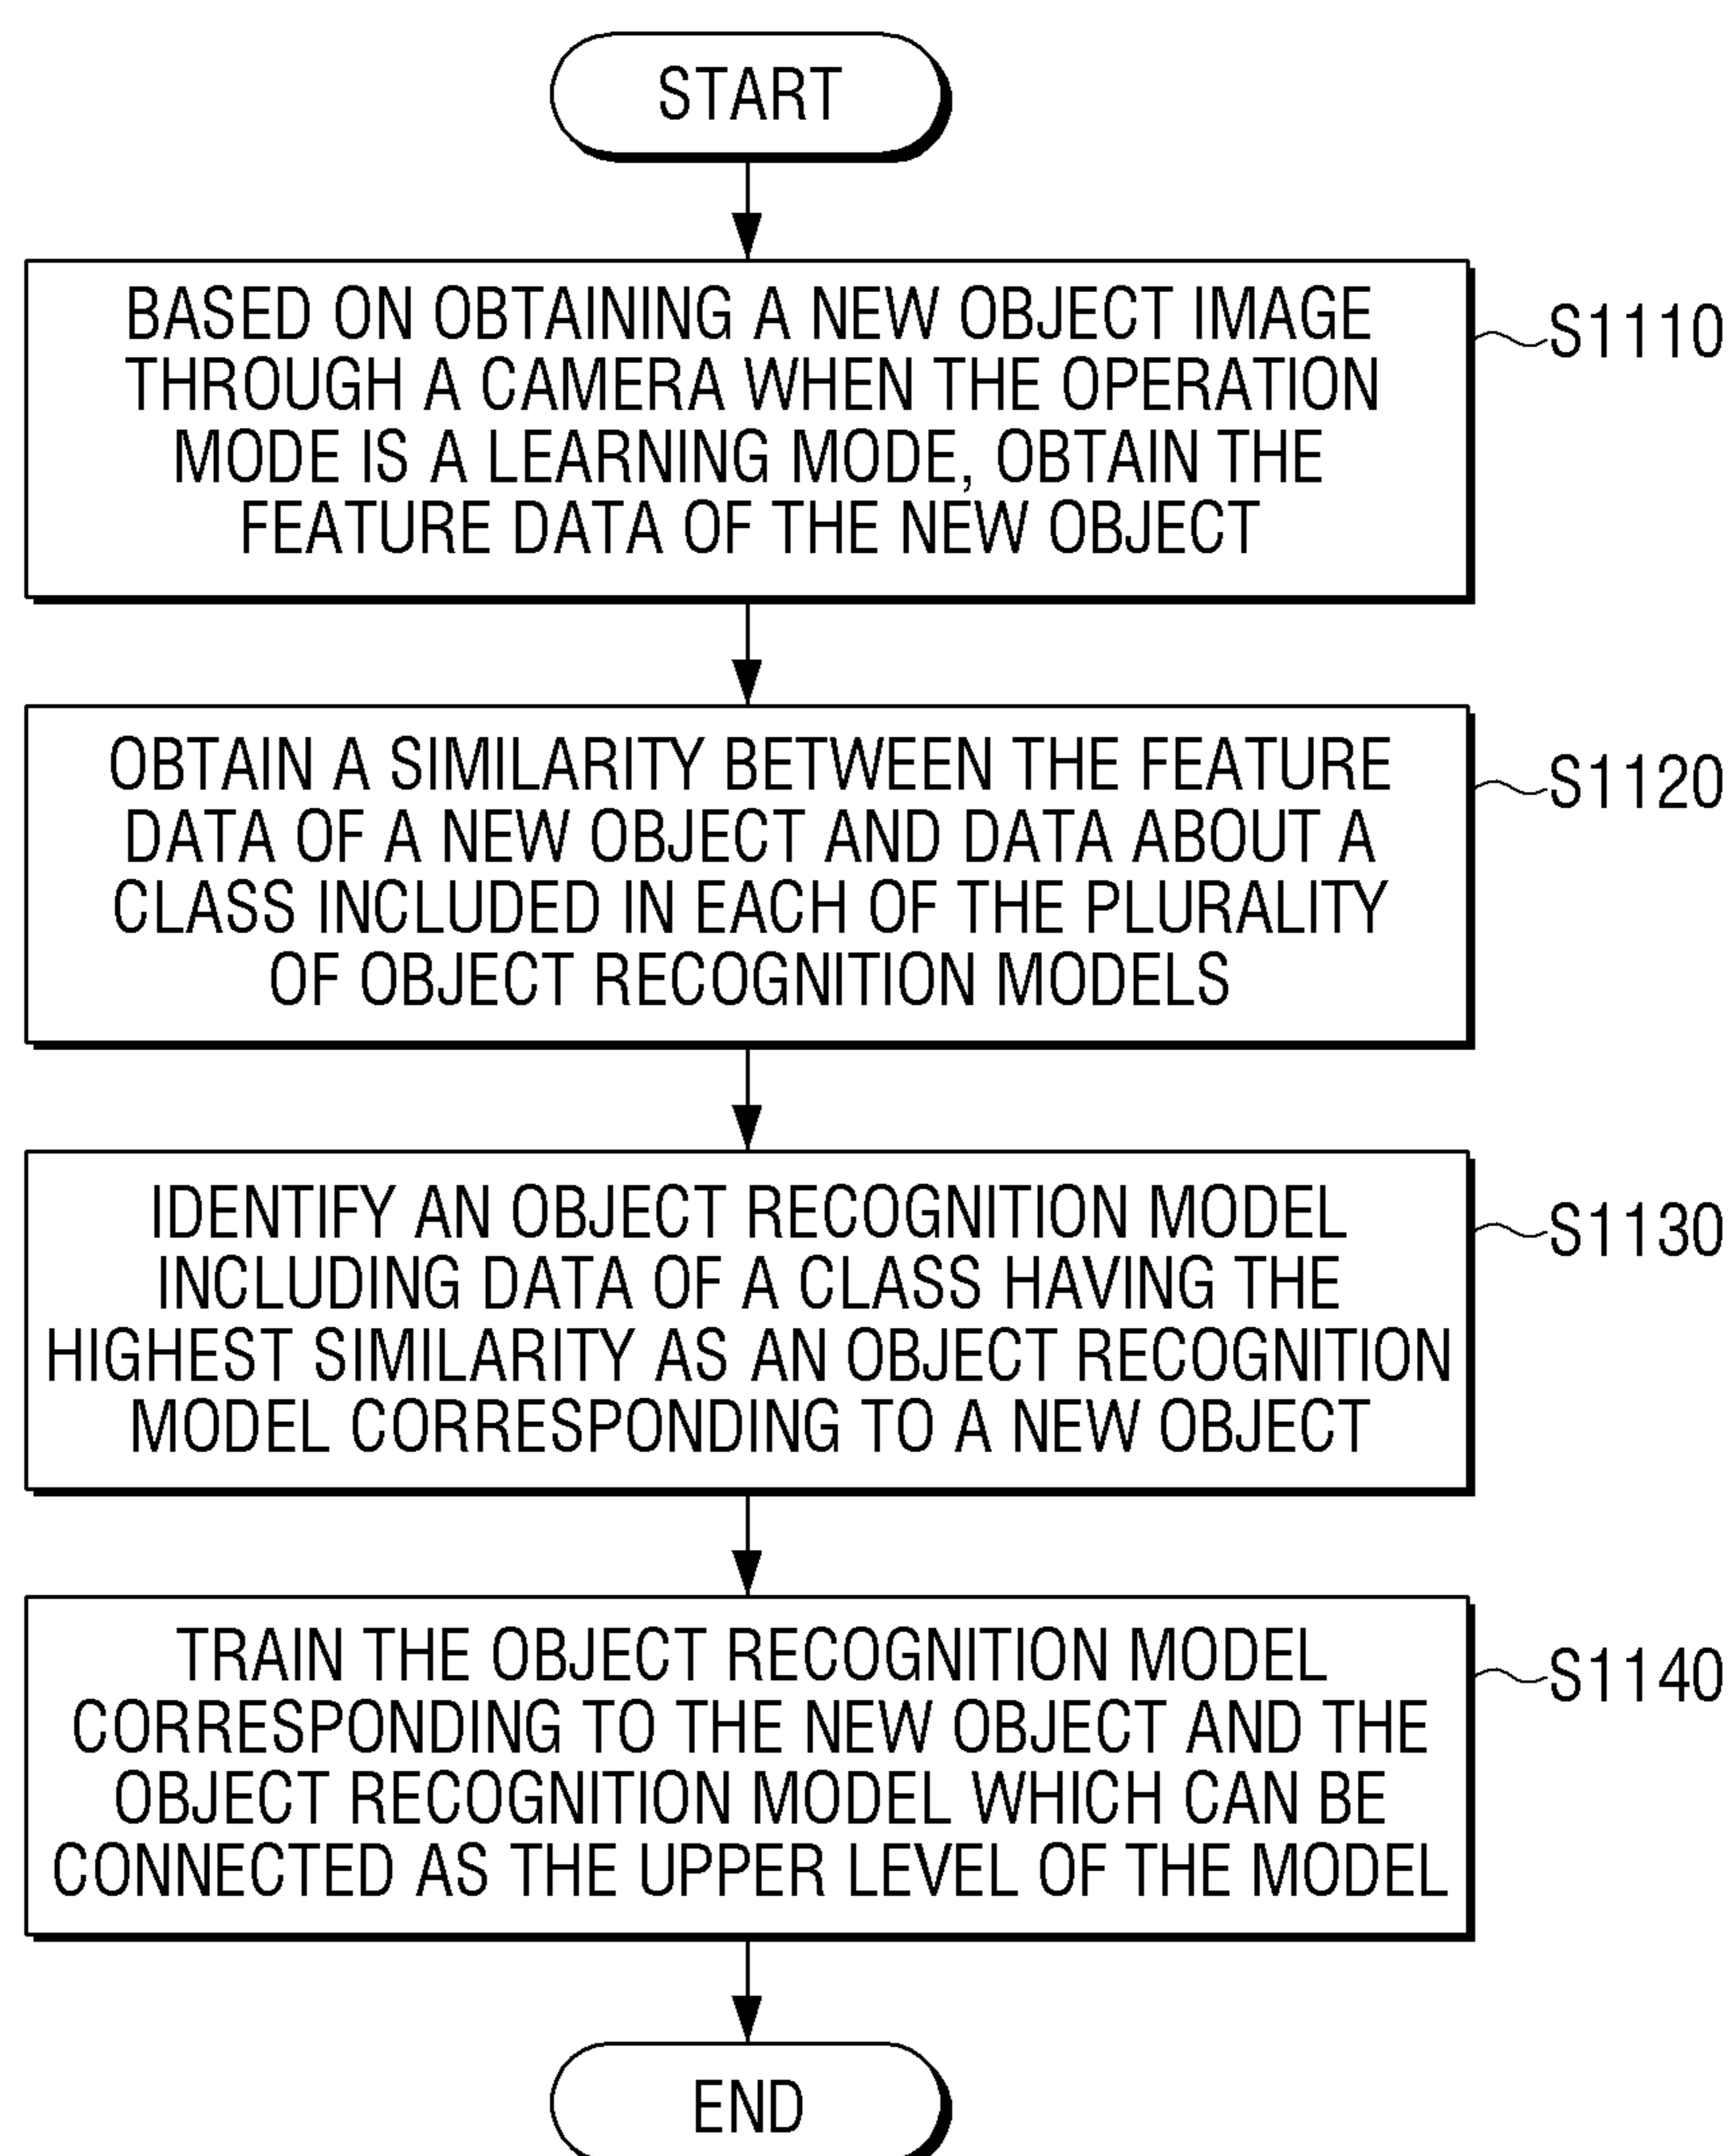 START
BASED ON OBTAINING A NEW OBJECT IMAGE
THROUGH A CAMERA WHEN THE OPERATION
MODE IS A LEARNING MODE, OBTAIN THE
FEATURE DATA OF THE NEW OBJECT
S1110
OBTAIN A SIMILARITY BETWEEN THE FEATURE
DATA OF A NEW OBJECT AND DATA ABOUT A
CLASS INCLUDED IN EACH OF THE PLURALITY
OF OBJECT RECOGNITION MODELS
S1120
IDENTIFY AN OBJECT RECOGNITION MODEL
INCLUDING DATA OF A CLASS HAVING THE
HIGHEST SIMILARITY AS AN OBJECT RECOGNITION
MODEL CORRESPONDING TO A NEW OBJECT
S1130
TRAIN THE OBJECT RECOGNITION MODEL
CORRESPONDING TO THE NEW OBJECT AND THE
OBJECT RECOGNITION MODEL WHICH CAN BE
CONNECTED AS THE UPPER LEVEL OF THE MODEL
S1140
END